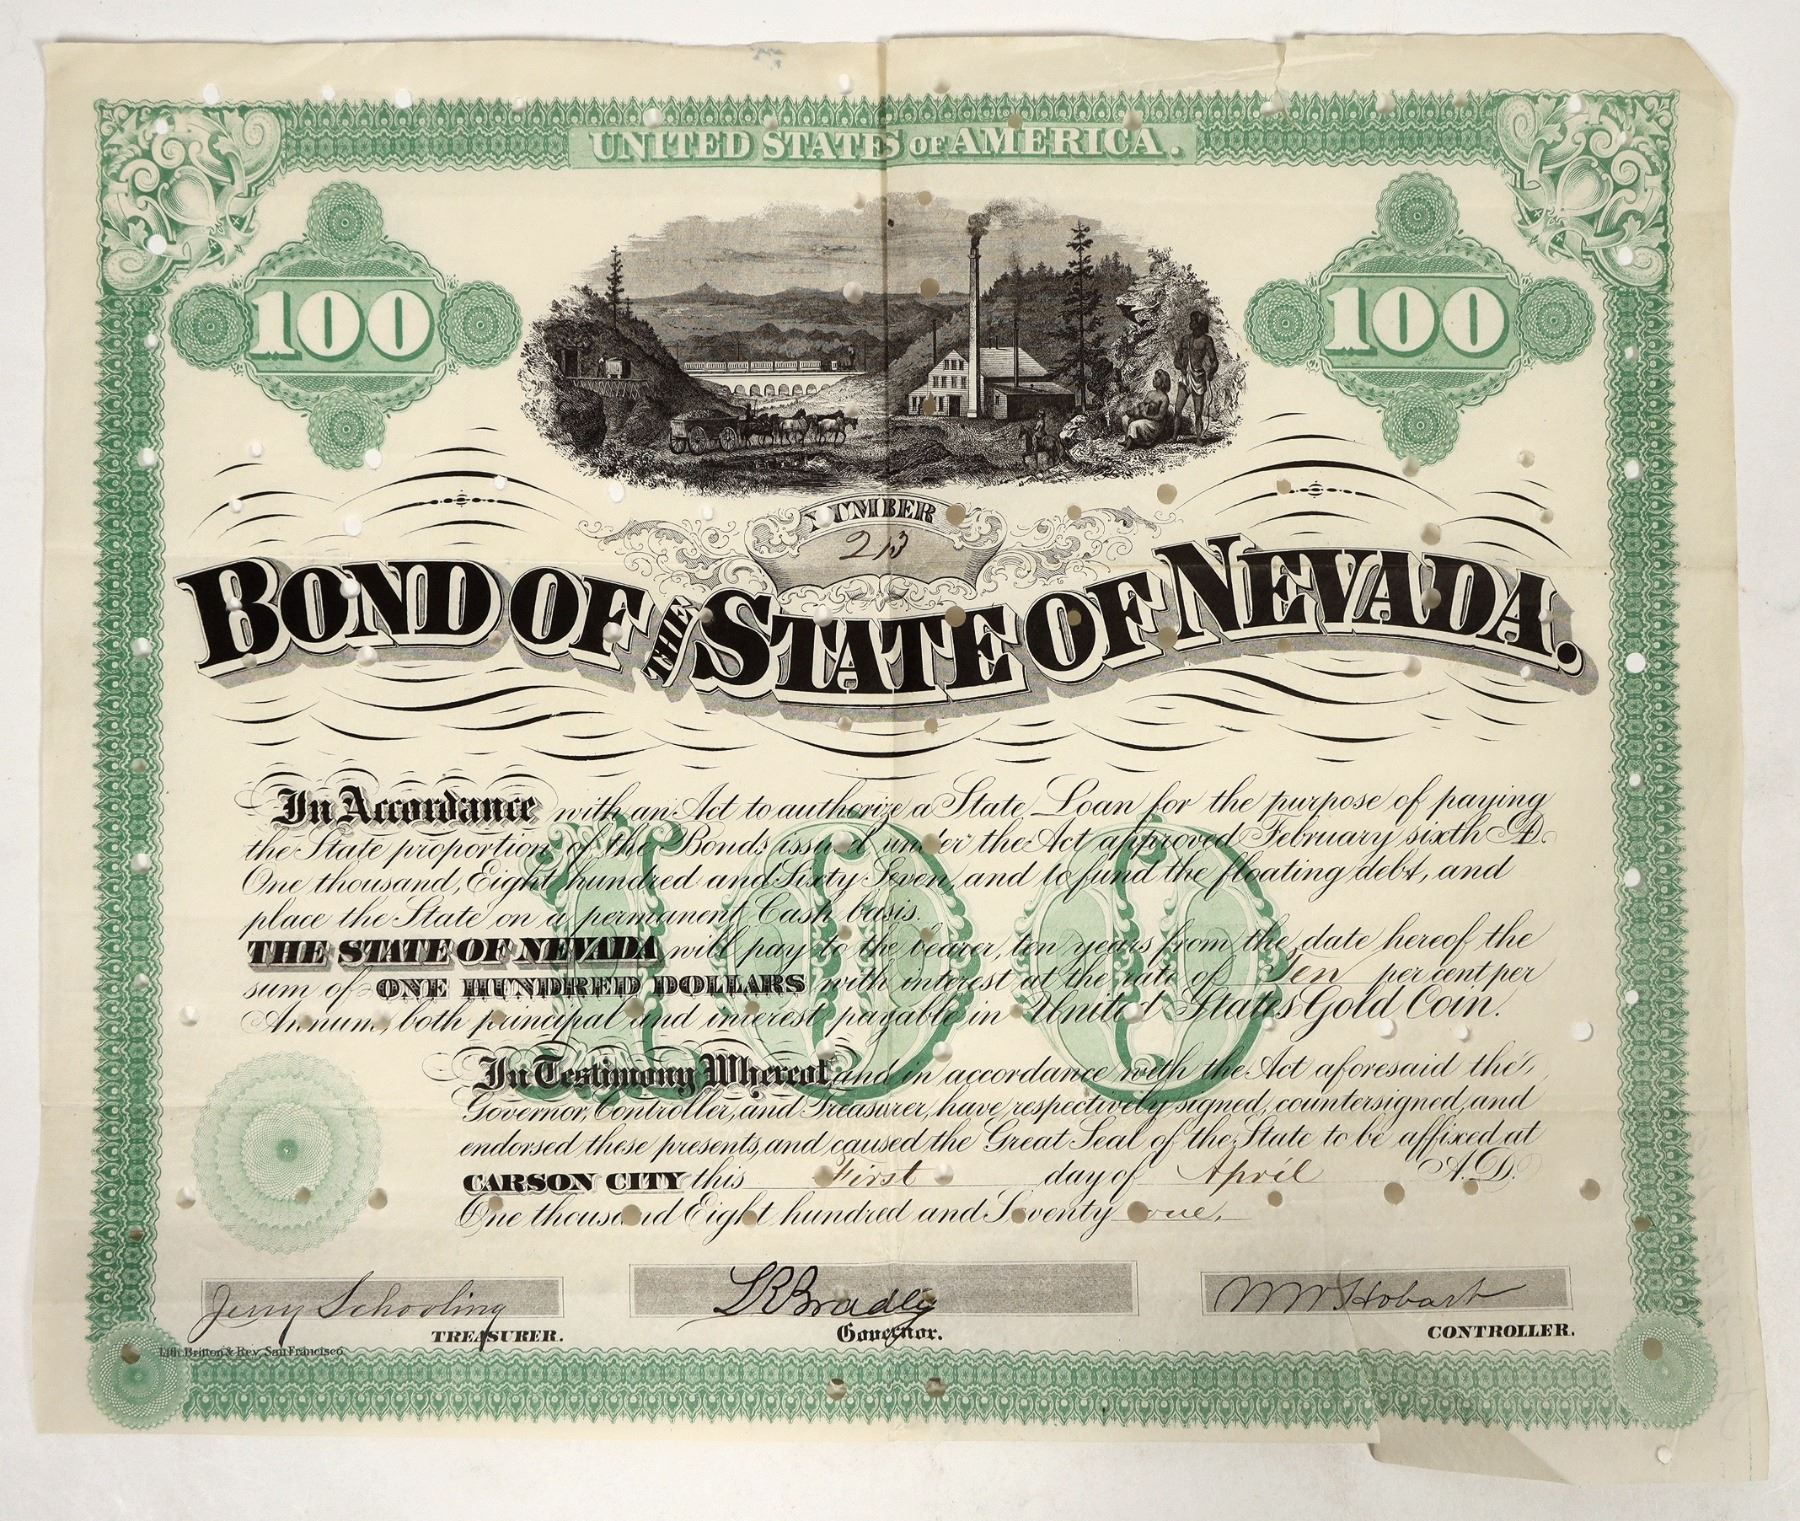 UNITED STATES OF AMERICA.
100
100
NUMBER
213
BOND OF THE STATE OF NEVADA.
In Accordance with an Act to authorize a State Loan for the purpose of paying
the State proportion of the Bonds issued under the Act approved February sixth A.D.
One thousand, Eight hundred and Sixty Seven, and to fund the floating debt, and
place the State on a permanent Cash basis.
THE STATE OF NEVADA will pay to the bearer, ten years from the date hereof the
sum of ONE HUNDRED DOLLARS with interest at the rate of Ten per cent per
Annum, both principal and interest payable in United States Gold Coin.
100
In Testimony Whereof, and in accordance with the Act aforesaid the
Governor, Controller, and Treasurer, have respectively signed, countersigned, and
endorsed these presents, and caused the Great Seal of the State to be affixed at
CARSON CITY this First day of April A.D.
One thousand Eight hundred and Seventy one.
Jerry Schooling
TREASURER.
L R Bradley
Governor.
W W Hobart
CONTROLLER.
Lith. Britton & Rey, San Francisco